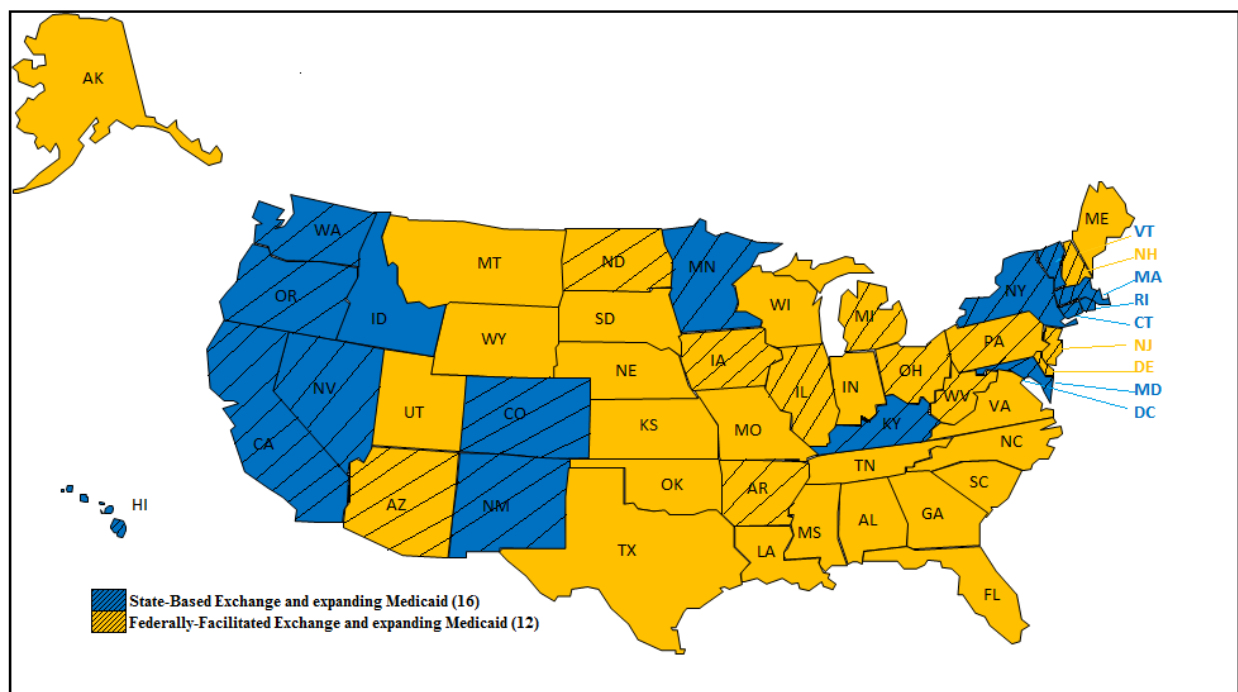 AK
WA
MT
ND
MN
ME
VT
NH
MA
RI
CT
NJ
DE
MD
DC
OR
ID
WY
SD
WI
MI
NY
NV
UT
CO
NE
IA
IL
IN
OH
PA
WV
VA
CA
KS
MO
KY
NC
TN
SC
HI
AZ
NM
OK
AR
TX
LA
MS
AL
GA
FL
State-Based Exchange and expanding Medicaid (16)
Federally-Facilitated Exchange and expanding Medicaid (12)